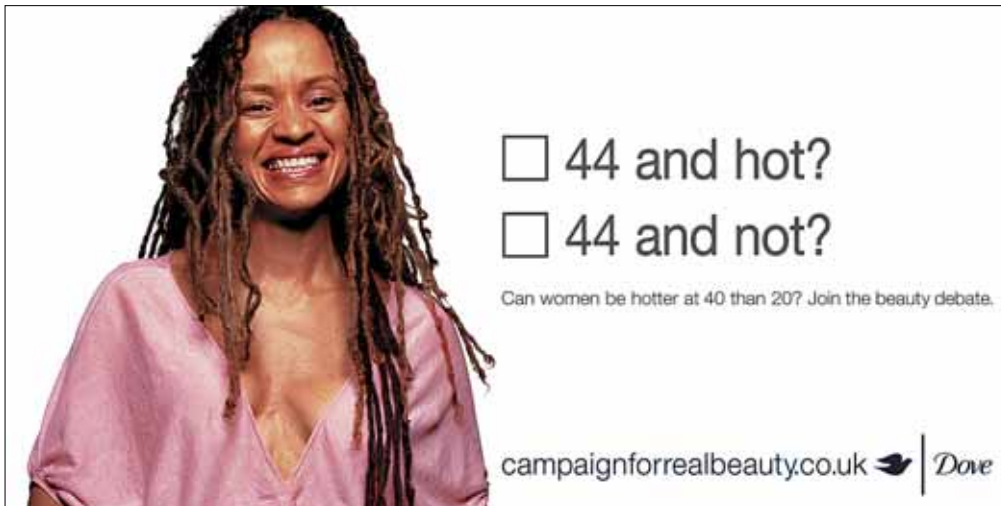 44 and hot?
44 and not?
Can women be hotter at 40 than 20? Join the beauty debate.
campaignforrealbeauty.co.uk Dove